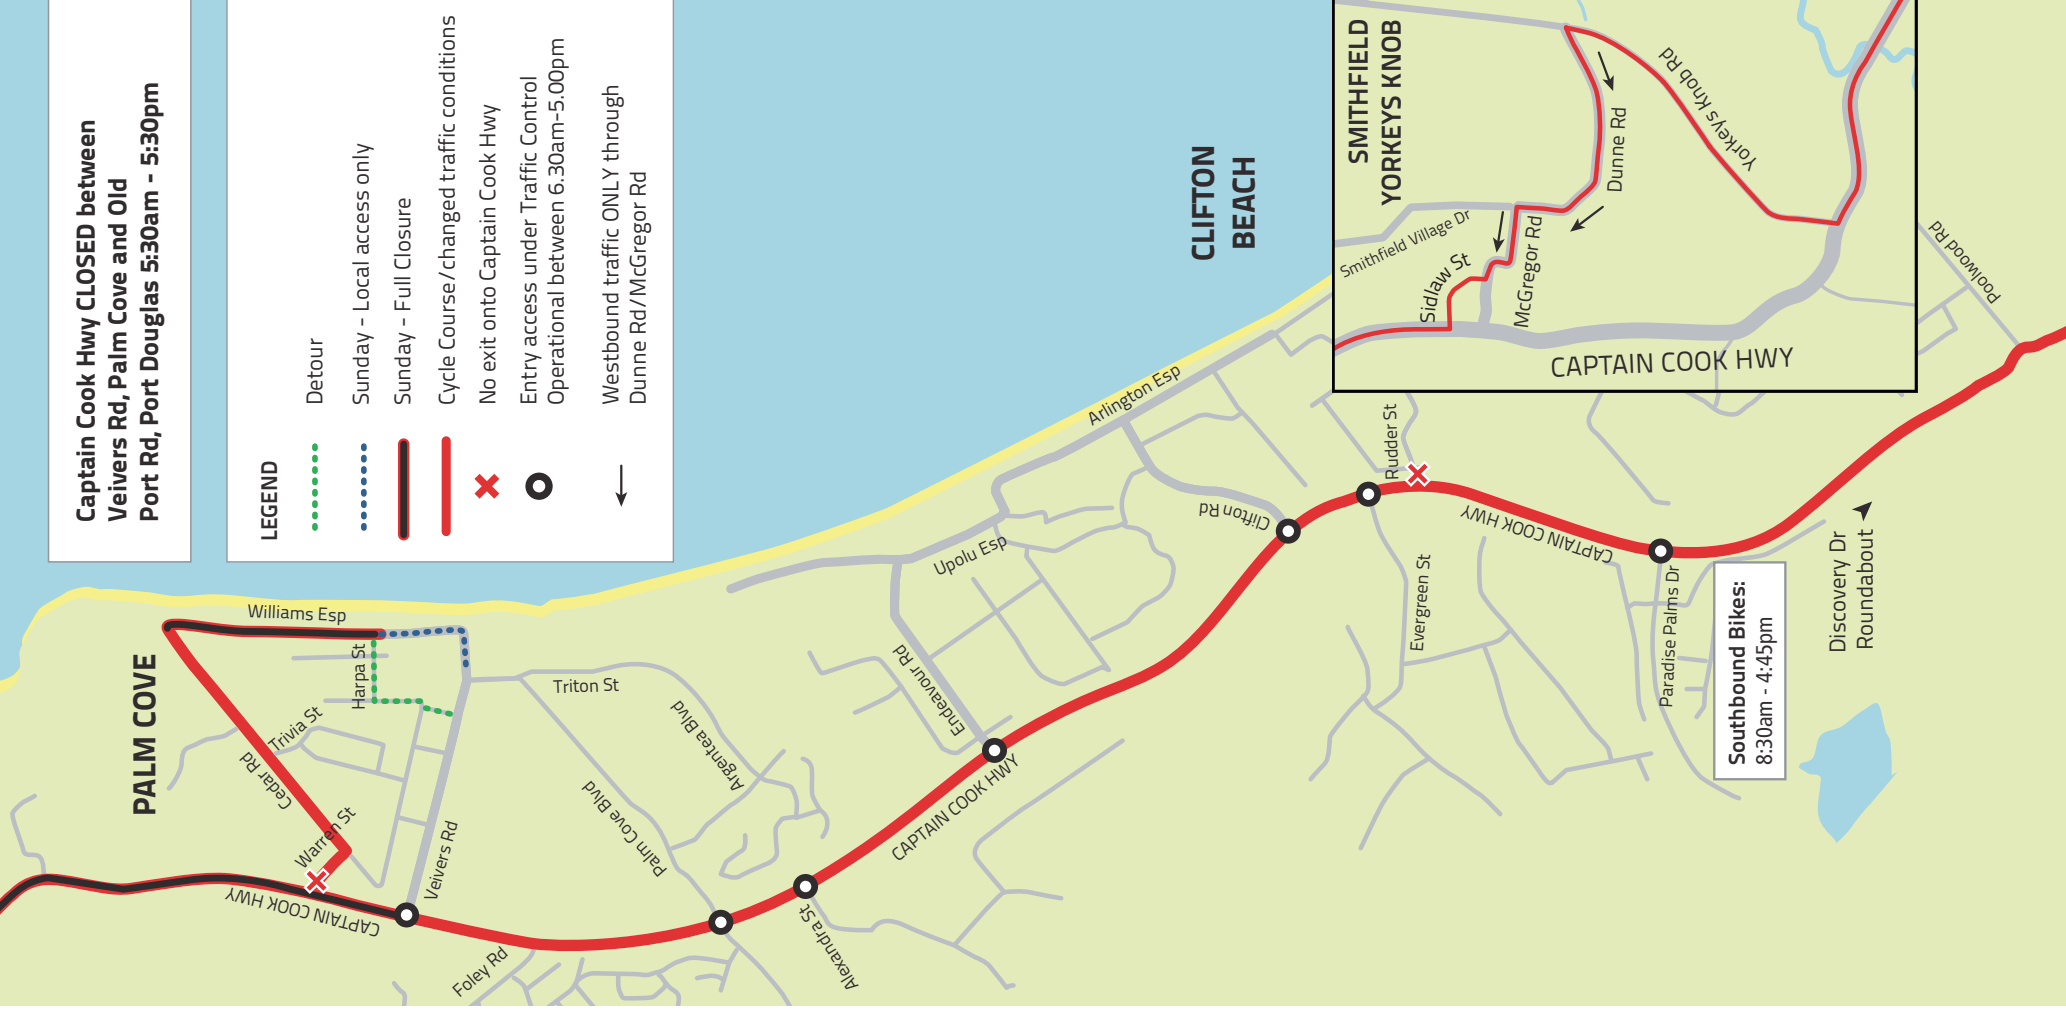 Captain Cook Hwy CLOSED between
Veivers Rd, Palm Cove and Old
Port Rd, Port Douglas 5:30am - 5:30pm
LEGEND
Detour
Sunday - Local access only
Sunday - Full Closure
Cycle Course/changed traffic conditions
No exit onto Captain Cook Hwy
Entry access under Traffic Control
Operational between 6.30am-5.00pm
Westbound traffic ONLY through
Dunne Rd/McGregor Rd
PALM COVE
Williams Esp
Harpa St
Trivia St
Cedar Rd
Warren St
CAPTAIN COOK HWY
Veivers Rd
Foley Rd
Triton St
Argentea Blvd
Palm Cove Blvd
Alexandra St
CAPTAIN COOK HWY
Endeavour Rd
Upolu Esp
Arlington Esp
CLIFTON
BEACH
Clifton Rd
Rudder St
Evergreen St
CAPTAIN COOK HWY
Paradise Palms Dr
Southbound Bikes:
8:30am - 4:45pm
Discovery Dr
Roundabout
Poolwood Rd
SMITHFIELD
YORKEYS KNOB
Smithfield Village Dr
Sidlaw St
McGregor Rd
Dunne Rd
Yorkeys Knob Rd
CAPTAIN COOK HWY